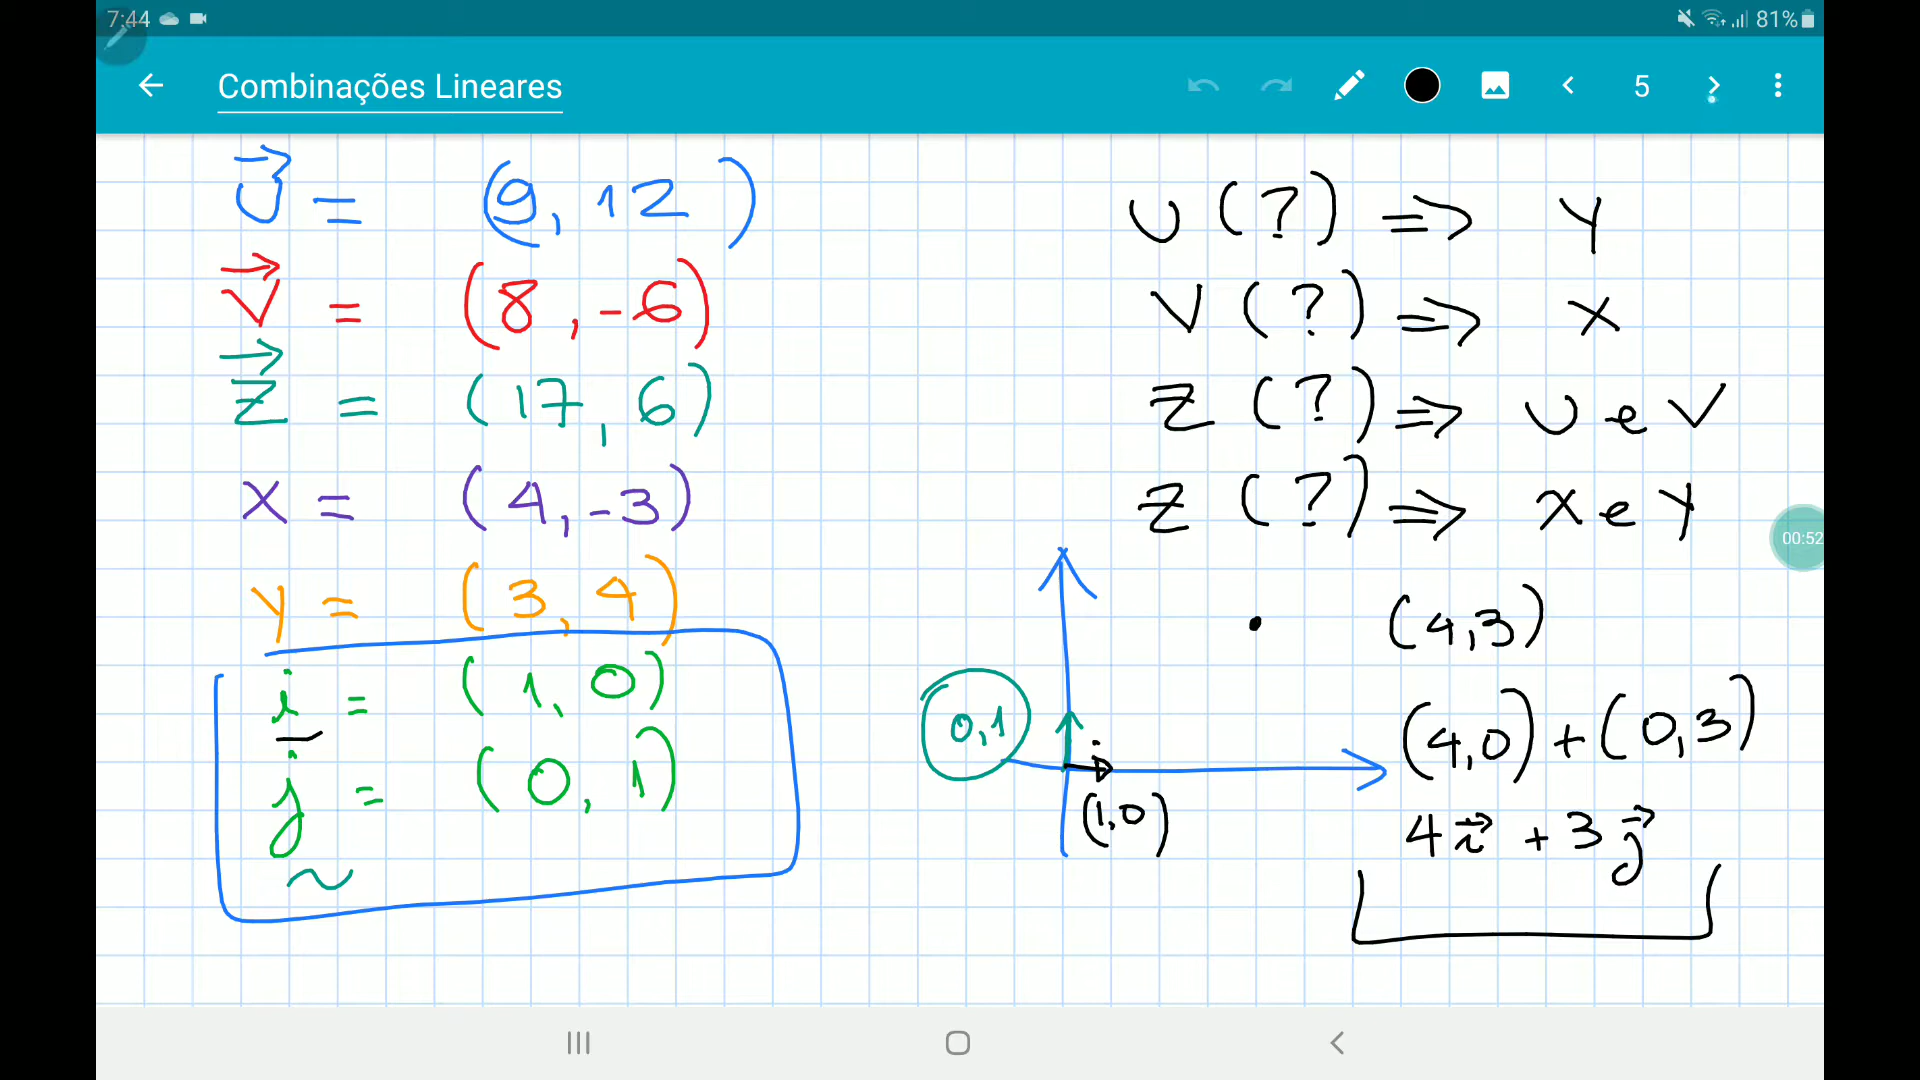 7:44 81%
Combinações Lineares 5
U = (9, 12)
V = (8, -6)
Z = (17, 6)
X = (4, -3)
Y = (3, 4)
i = (1, 0)
j = (0, 1)
U (?) => Y
V (?) => X
Z (?) => U e V
Z (?) => X e Y
00:52
(4,3)
0,1
i
(1,0)
(4,0) + (0,3)
4i + 3j